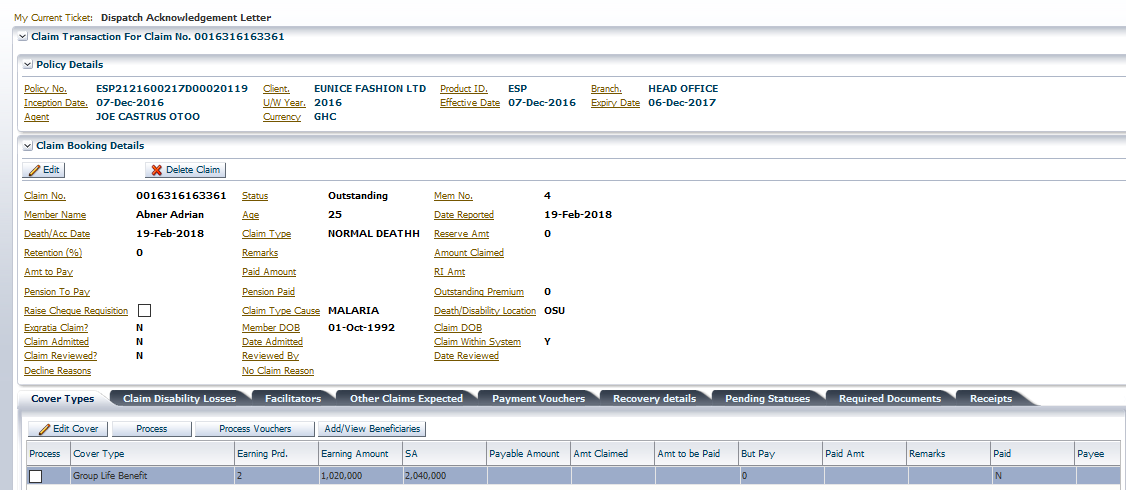 My Current Ticket: Dispatch Acknowledgement Letter
Claim Transaction For Claim No. 0016316163361
Policy Details
Policy No. ESP2121600217D00020119 Client. EUNICE FASHION LTD Product ID. ESP Branch. HEAD OFFICE
Inception Date. 07-Dec-2016 U/W Year. 2016 Effective Date 07-Dec-2016 Expiry Date 06-Dec-2017
Agent JOE CASTRUS OTOO Currency GHC
Claim Booking Details
Edit Delete Claim
Claim No. 0016316163361 Status Outstanding Mem No. 4
Member Name Abner Adrian Age 25 Date Reported 19-Feb-2018
Death/Acc Date 19-Feb-2018 Claim Type NORMAL DEATHH Reserve Amt 0
Retention (%) 0 Remarks Amount Claimed
Amt to Pay Paid Amount RI Amt
Pension To Pay Pension Paid Outstanding Premium 0
Raise Cheque Requisition Claim Type Cause MALARIA Death/Disability Location OSU
Exgratia Claim? N Member DOB 01-Oct-1992 Claim DOB
Claim Admitted N Date Admitted Claim Within System Y
Claim Reviewed? N Reviewed By Date Reviewed
Decline Reasons No Claim Reason
Cover Types Claim Disability Losses Facilitators Other Claims Expected Payment Vouchers Recovery details Pending Statuses Required Documents Receipts
Edit Cover Process Process Vouchers Add/View Beneficiaries
Process Cover Type Earning Prd. Earning Amount SA Payable Amount Amt Claimed Amt to be Paid But Pay Paid Amt Remarks Paid Payee
Group Life Benefit 2 1,020,000 2,040,000 0 N